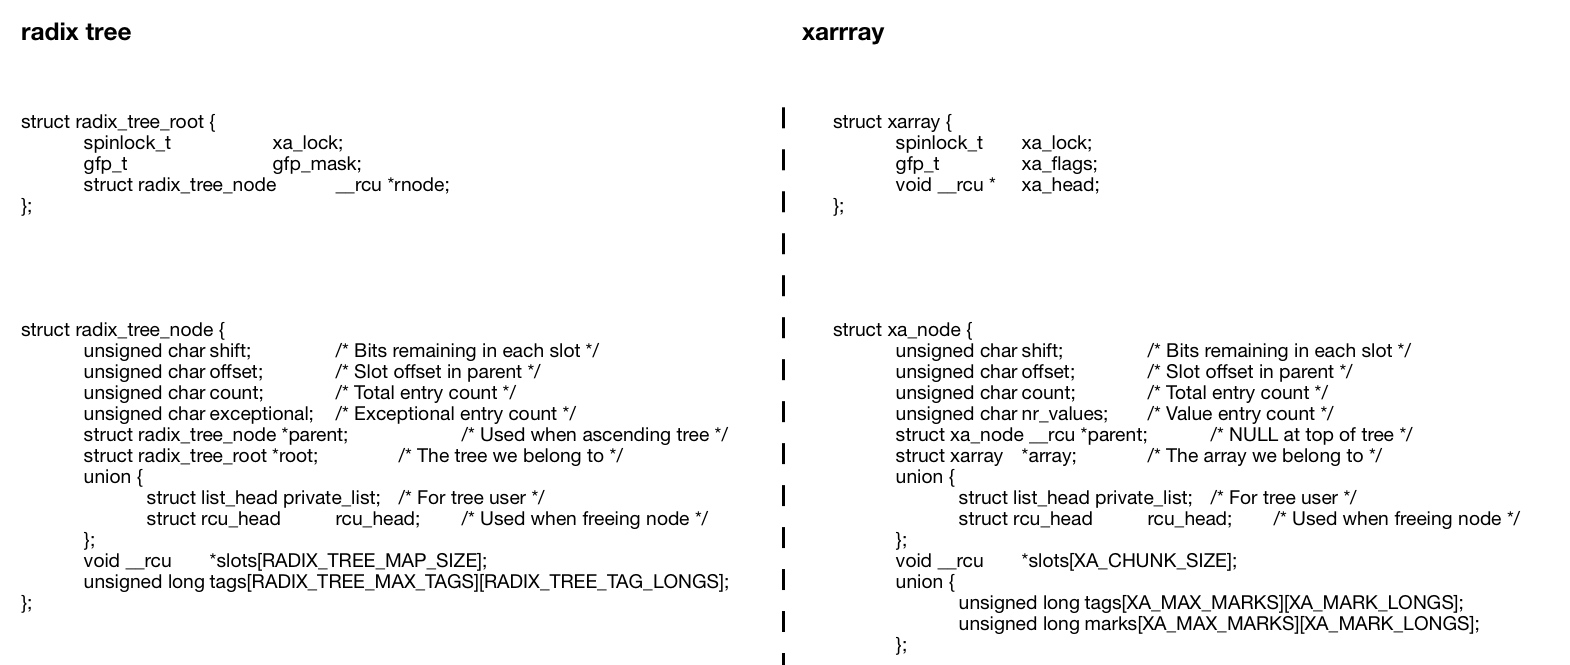 radix tree
struct radix_tree_root {
spinlock_t xa_lock;
gfp_t gfp_mask;
struct radix_tree_node __rcu *rnode;
};
struct radix_tree_node {
unsigned char shift; /* Bits remaining in each slot */
unsigned char offset; /* Slot offset in parent */
unsigned char count; /* Total entry count */
unsigned char exceptional; /* Exceptional entry count */
struct radix_tree_node *parent; /* Used when ascending tree */
struct radix_tree_root *root; /* The tree we belong to */
union {
struct list_head private_list; /* For tree user */
struct rcu_head rcu_head; /* Used when freeing node */
};
void __rcu *slots[RADIX_TREE_MAP_SIZE];
unsigned long tags[RADIX_TREE_MAX_TAGS][RADIX_TREE_TAG_LONGS];
};
xarrray
struct xarray {
spinlock_t xa_lock;
gfp_t xa_flags;
void __rcu * xa_head;
};
struct xa_node {
unsigned char shift; /* Bits remaining in each slot */
unsigned char offset; /* Slot offset in parent */
unsigned char count; /* Total entry count */
unsigned char nr_values; /* Value entry count */
struct xa_node __rcu *parent; /* NULL at top of tree */
struct xarray *array; /* The array we belong to */
union {
struct list_head private_list; /* For tree user */
struct rcu_head rcu_head; /* Used when freeing node */
};
void __rcu *slots[XA_CHUNK_SIZE];
union {
unsigned long tags[XA_MAX_MARKS][XA_MARK_LONGS];
unsigned long marks[XA_MAX_MARKS][XA_MARK_LONGS];
};